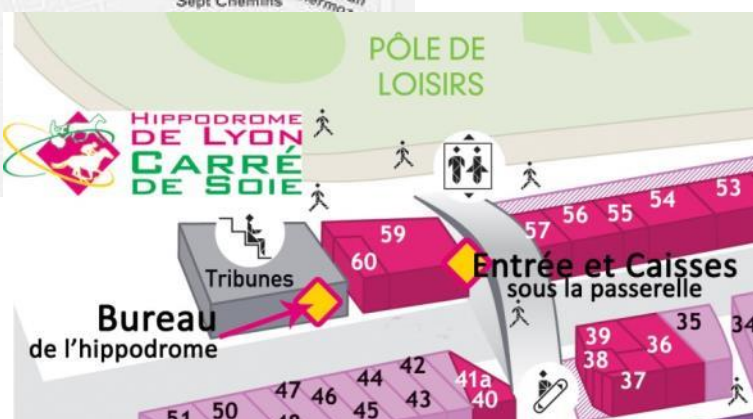 Sept Chemins
PÔLE DE
LOISIRS
HIPPODROME
DE LYON
CARRÉ
DE SOIE
53
54
55
56
57
59
60
Tribunes
Entrée et Caisses
sous la passerelle
Bureau
de l'hippodrome
35
34
39
36
38
37
42
44
41a
47
46
43
40
45
50
51